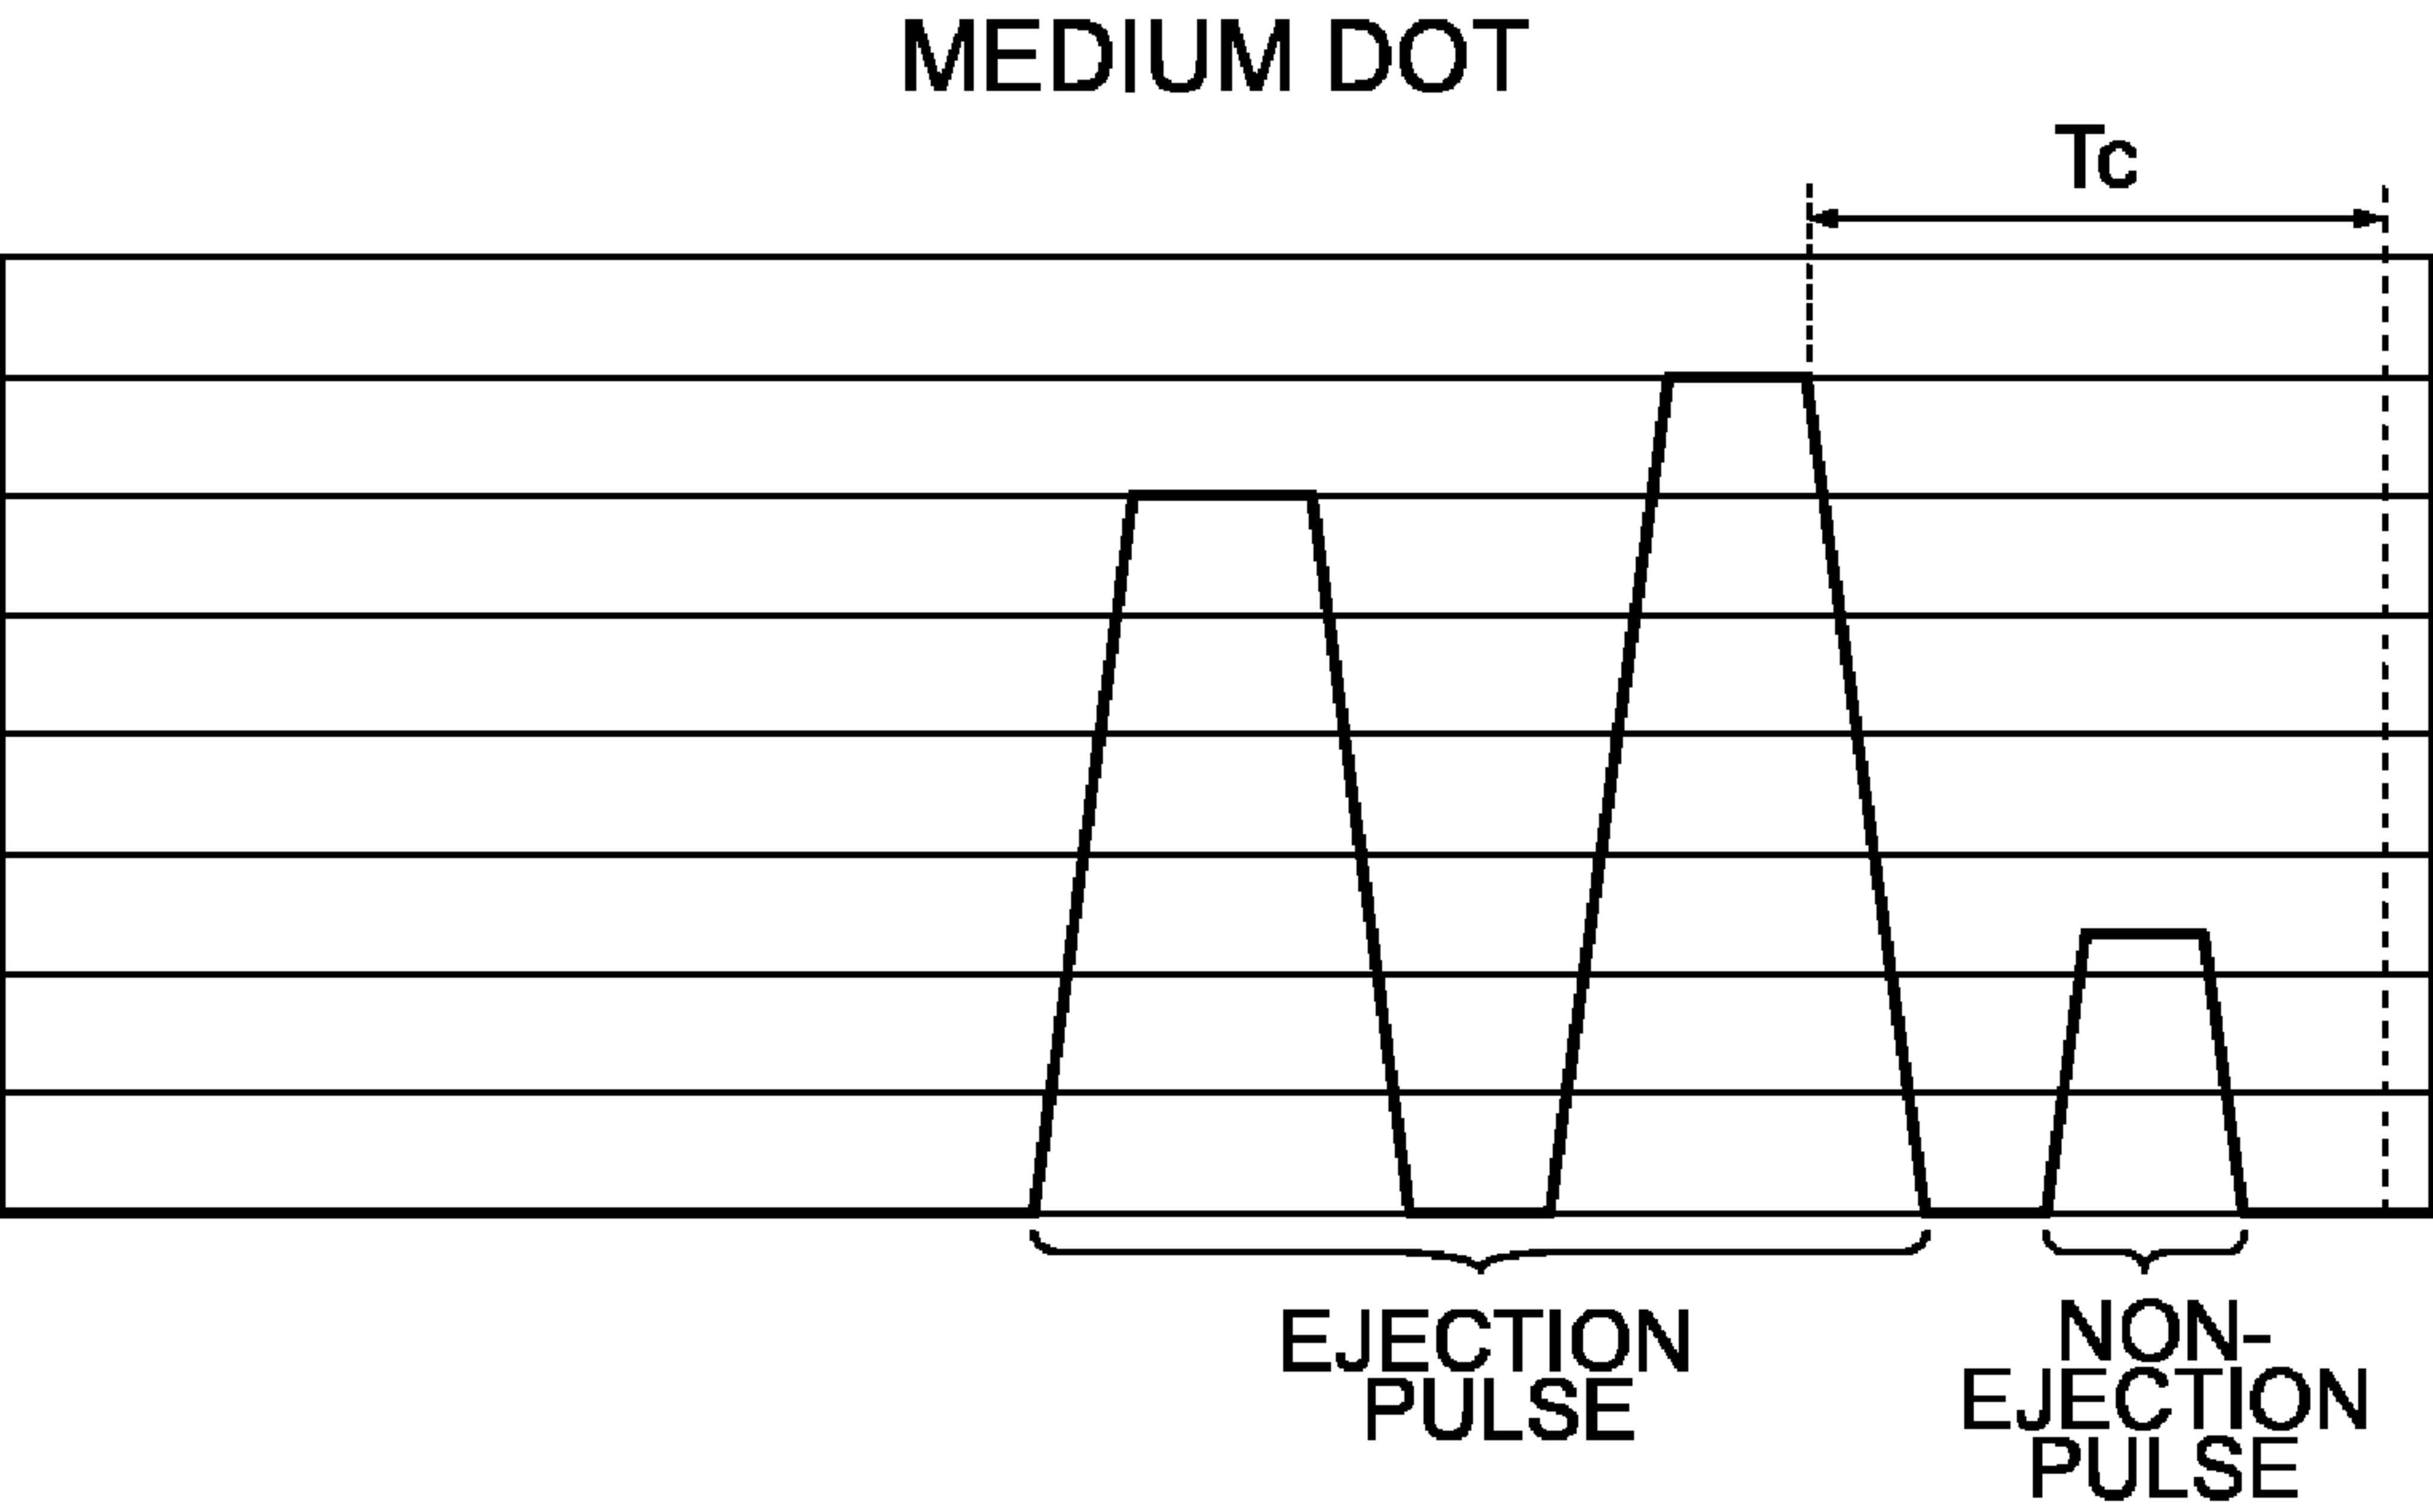 MEDIUM DOT
Tc
EJECTION
PULSE
NON-
EJECTION
PULSE